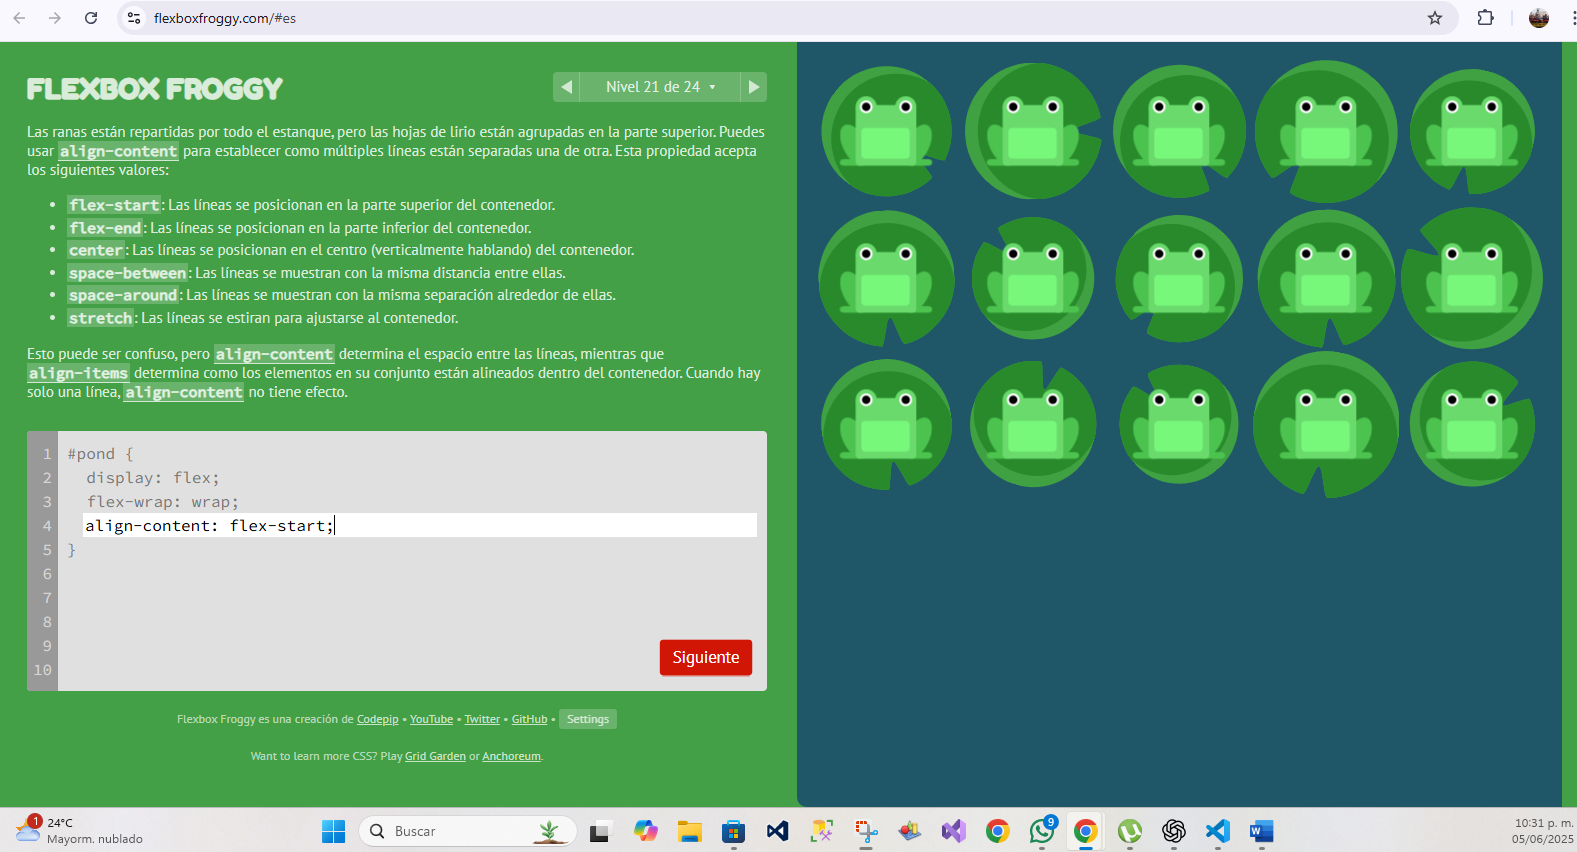 flexboxfroggy.com/#es
FLEXBOX FROGGY
Nivel 21 de 24
Las ranas están repartidas por todo el estanque, pero las hojas de lirio están agrupadas en la parte superior. Puedes
usar align-content para establecer como múltiples líneas están separadas una de otra. Esta propiedad acepta
los siguientes valores:
• flex-start: Las líneas se posicionan en la parte superior del contenedor.
• flex-end: Las líneas se posicionan en la parte inferior del contenedor.
• center: Las líneas se posicionan en el centro (verticalmente hablando) del contenedor.
• space-between: Las líneas se muestran con la misma distancia entre ellas.
• space-around: Las líneas se muestran con la misma separación alrededor de ellas.
• stretch: Las líneas se estiran para ajustarse al contenedor.
Esto puede ser confuso, pero align-content determina el espacio entre las líneas, mientras que
align-items determina como los elementos en su conjunto están alineados dentro del contenedor. Cuando hay
solo una línea, align-content no tiene efecto.
1 #pond {
2 display: flex;
3 flex-wrap: wrap;
4 align-content: flex-start;
5 }
6
7
8
9
10
Siguiente
Flexbox Froggy es una creación de Codepip • YouTube • Twitter • GitHub • Settings
Want to learn more CSS? Play Grid Garden or Anchoreum.
1
24°C
Mayorm. nublado
Buscar
9
W
10:31 p. m.
05/06/2025